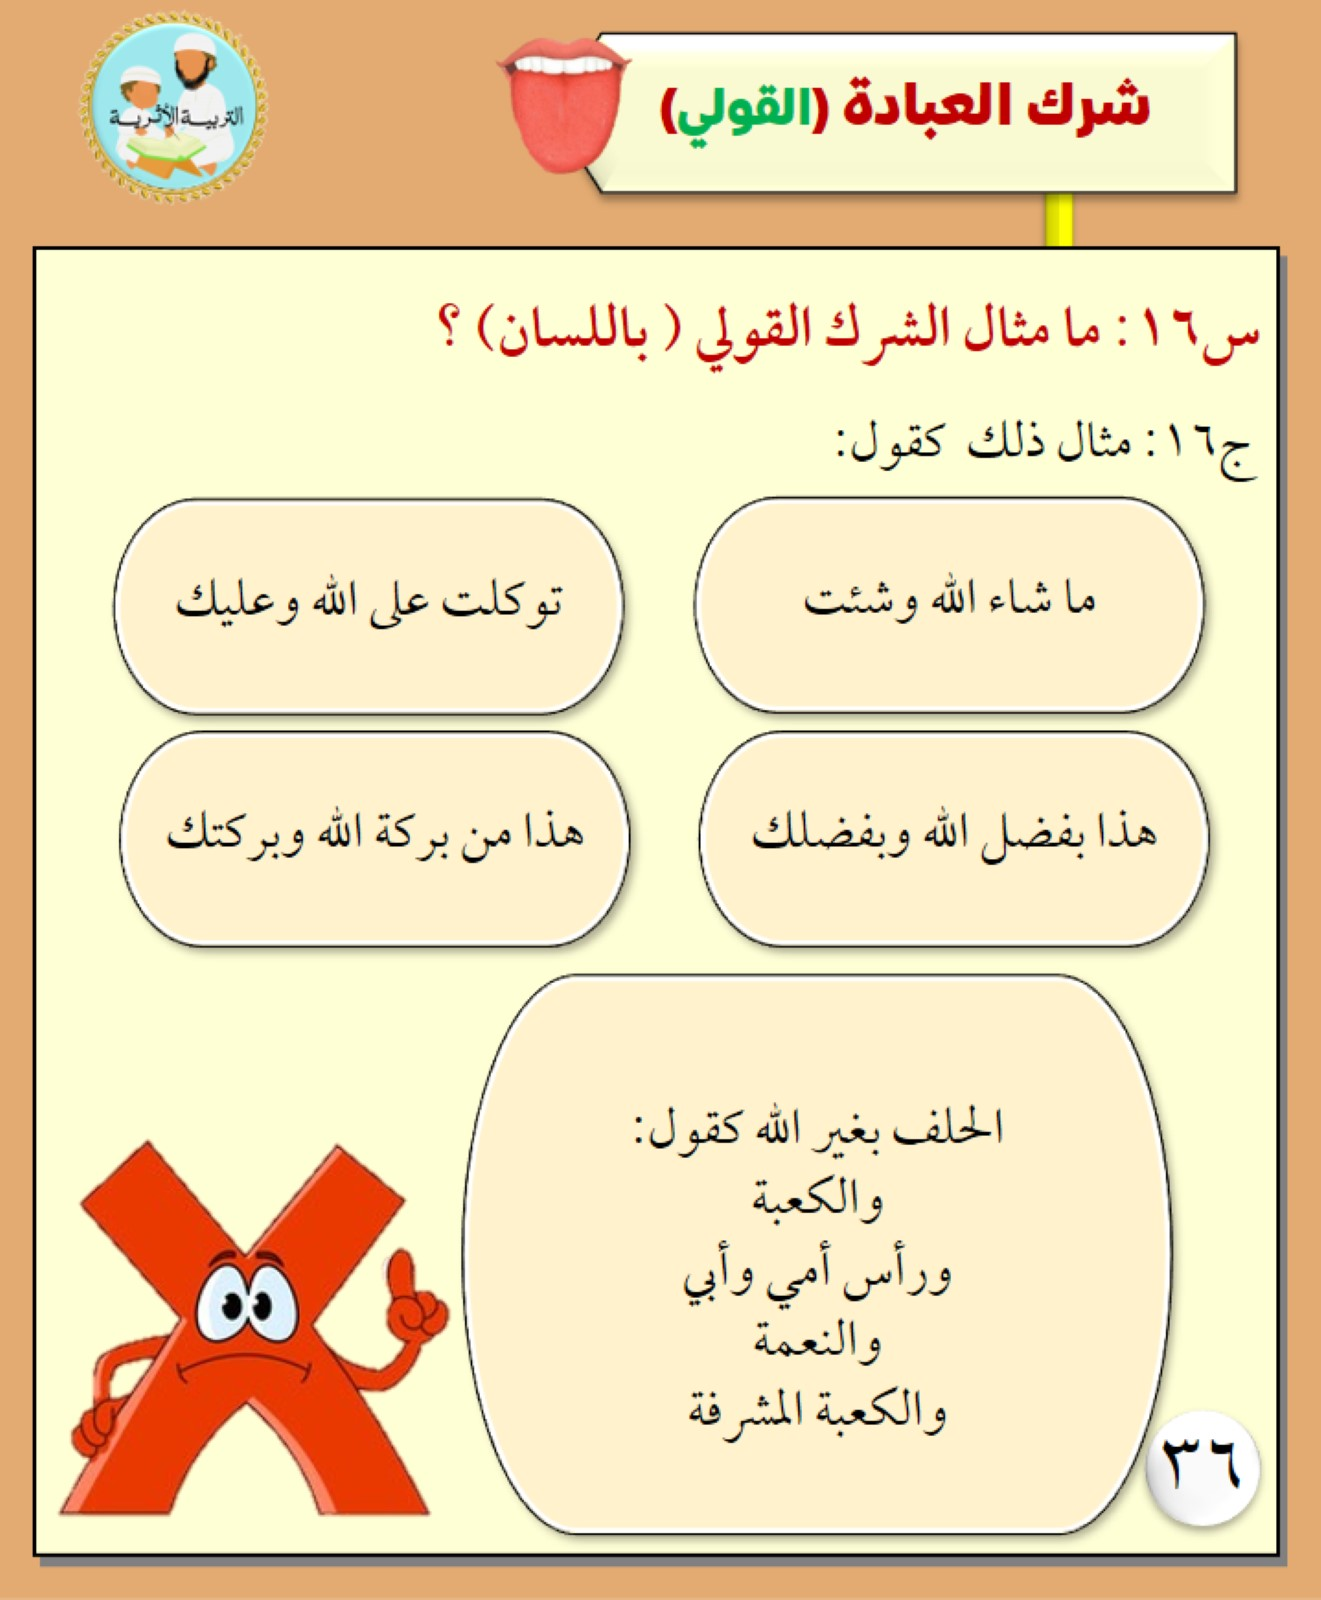 التربية الأثرية
شرك العبادة (القولي)
س١٦: ما مثال الشرك القولي ( باللسان) ؟
ج١٦: مثال ذلك كقول:
ما شاء الله وشئت
توكلت على الله وعليك
هذا بفضل الله وبفضلك
هذا من بركة الله وبركتك
الحلف بغير الله كقول:
والكعبة
ورأس أمي وأبي
والنعمة
والكعبة المشرفة
٣٦